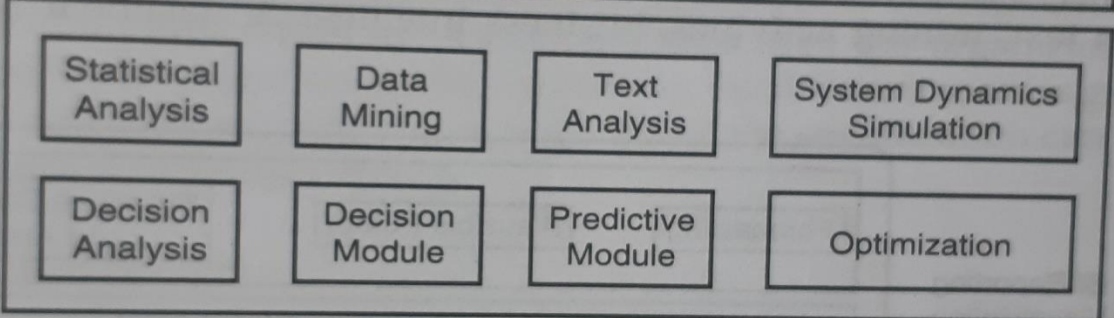 Statistical
Analysis
Data
Mining
Text
Analysis
System Dynamics
Simulation
Decision
Analysis
Decision
Module
Predictive
Module
Optimization